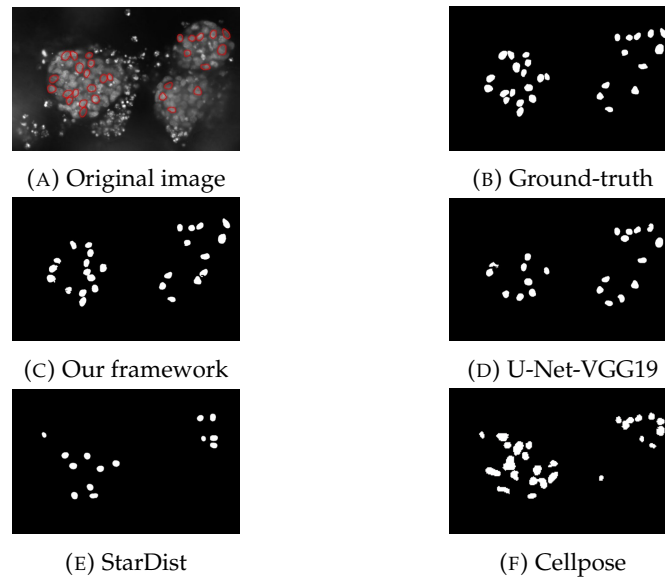 (A) Original image
(B) Ground-truth
(C) Our framework
(D) U-Net-VGG19
(E) StarDist
(F) Cellpose